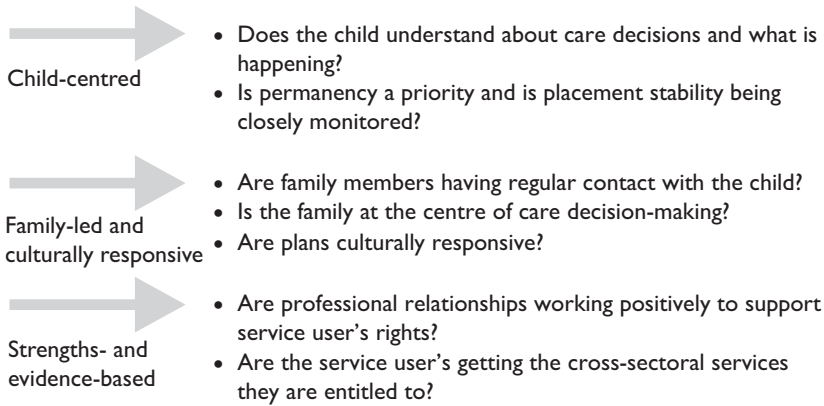 Child-centred
• Does the child understand about care decisions and what is
happening?
• Is permanency a priority and is placement stability being
closely monitored?
Family-led and
culturally responsive
• Are family members having regular contact with the child?
• Is the family at the centre of care decision-making?
• Are plans culturally responsive?
Strengths- and
evidence-based
• Are professional relationships working positively to support
service user's rights?
• Are the service user's getting the cross-sectoral services
they are entitled to?